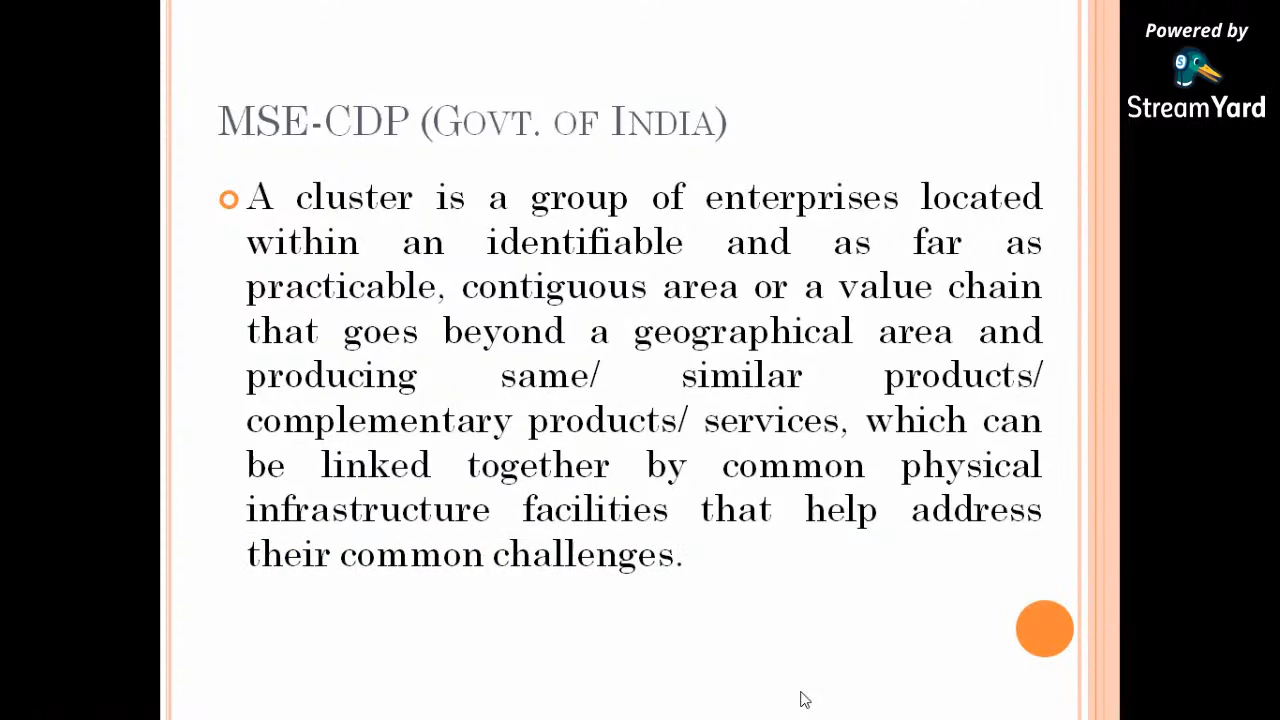 Powered by
StreamYard
MSE-CDP (GOVT. OF INDIA)
A cluster is a group of enterprises located
within an identifiable and as far as
practicable, contiguous area or a value chain
that goes beyond a geographical area and
producing same/ similar products/
complementary products/ services, which can
be linked together by common physical
infrastructure facilities that help address
their common challenges.